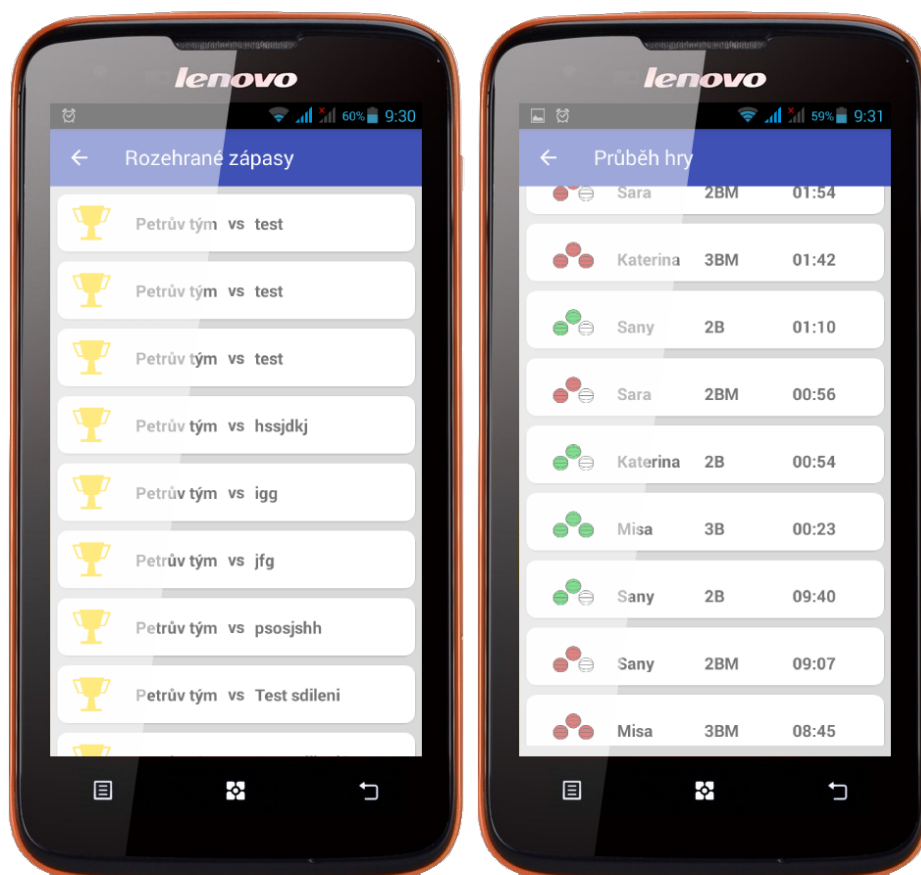 lenovo
60% 9:30
Rozehrané zápasy
Petrův tým vs test
Petrův tým vs test
Petrův tým vs test
Petrův tým vs hssjdkj
Petrův tým vs igg
Petrův tým vs jfg
Petrův tým vs psosjshh
Petrův tým vs Test sdileni
lenovo
59% 9:31
Průběh hry
Sara 2BM 01:54
Katerina 3BM 01:42
Sany 2B 01:10
Sara 2BM 00:56
Katerina 2B 00:54
Misa 3B 00:23
Sany 2B 09:40
Sany 2BM 09:07
Misa 3BM 08:45